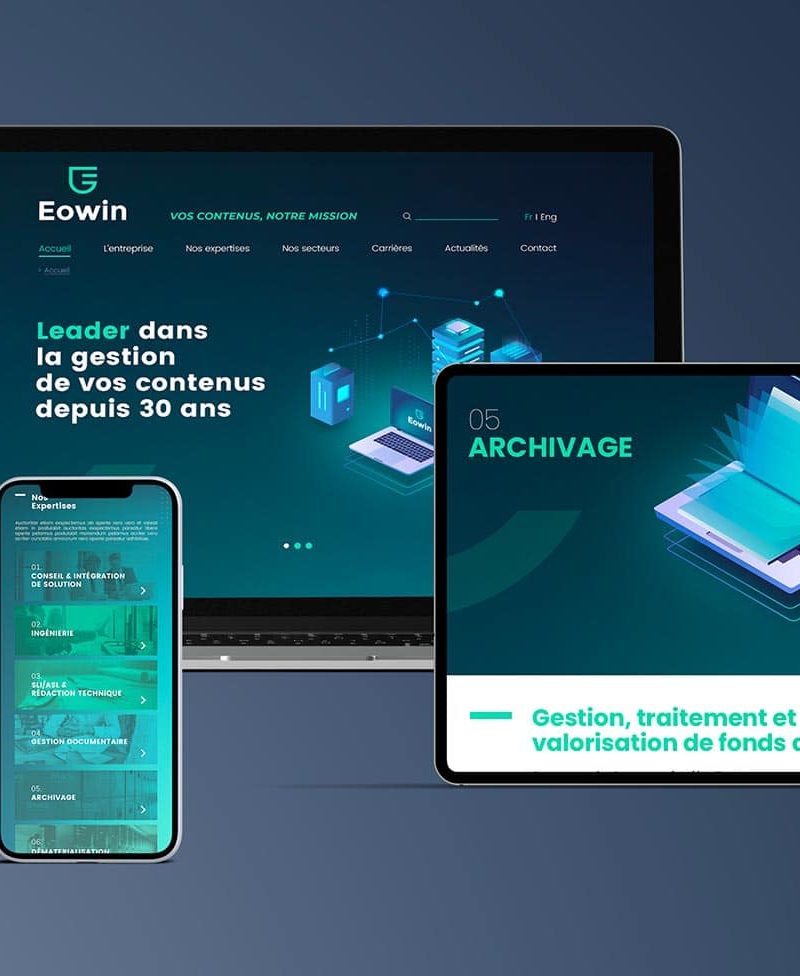 Eowin
VOS CONTENUS, NOTRE MISSION
Fr I Eng
Accueil
L'entreprise
Nos expertises
Nos secteurs
Carrières
Actualités
Contact
> Accueil
Leader dans
la gestion
de vos contenus
depuis 30 ans
Eowin
05
ARCHIVAGE
Gestion, traitement et
valorisation de fonds
Nos
Expertises
01.
CONSEIL & INTÉGRATION
DE SOLUTION
02.
INGÉNIERIE
03.
SLI/ASL &
RÉDACTION TECHNIQUE
04.
GESTION DOCUMENTAIRE
05.
ARCHIVAGE
06.
DÉMATÉRIALISATION